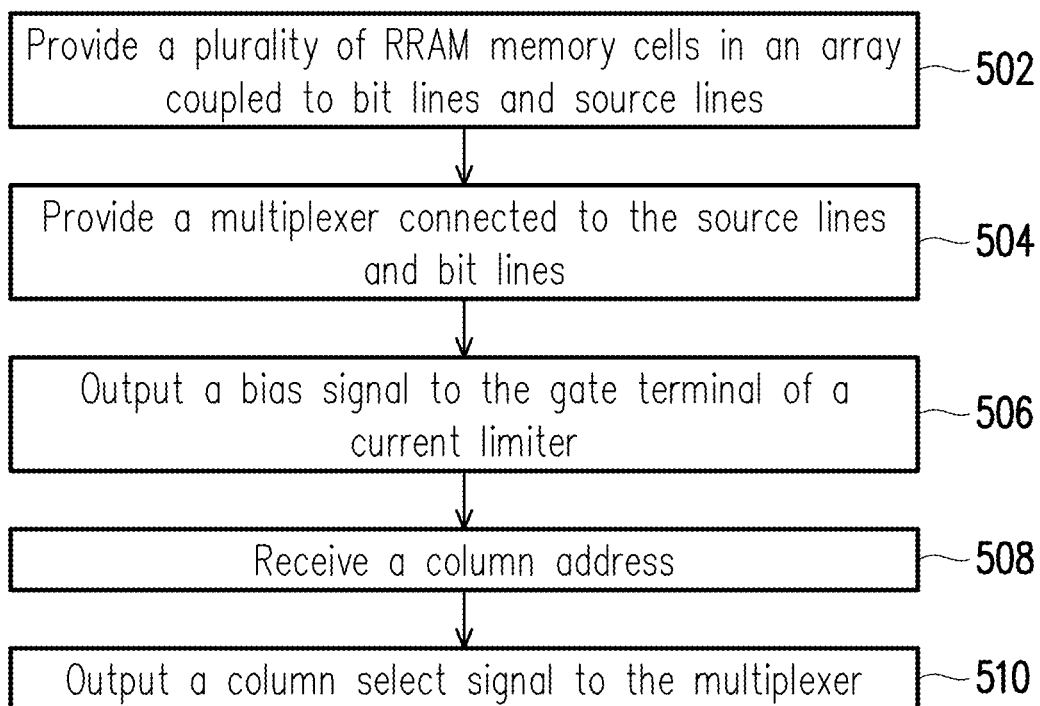 Provide a plurality of RRAM memory cells in an array
coupled to bit lines and source lines
502
Provide a multiplexer connected to the source lines
and bit lines
504
Output a bias signal to the gate terminal of a
current limiter
506
Receive a column address
508
Output a column select signal to the multiplexer
510